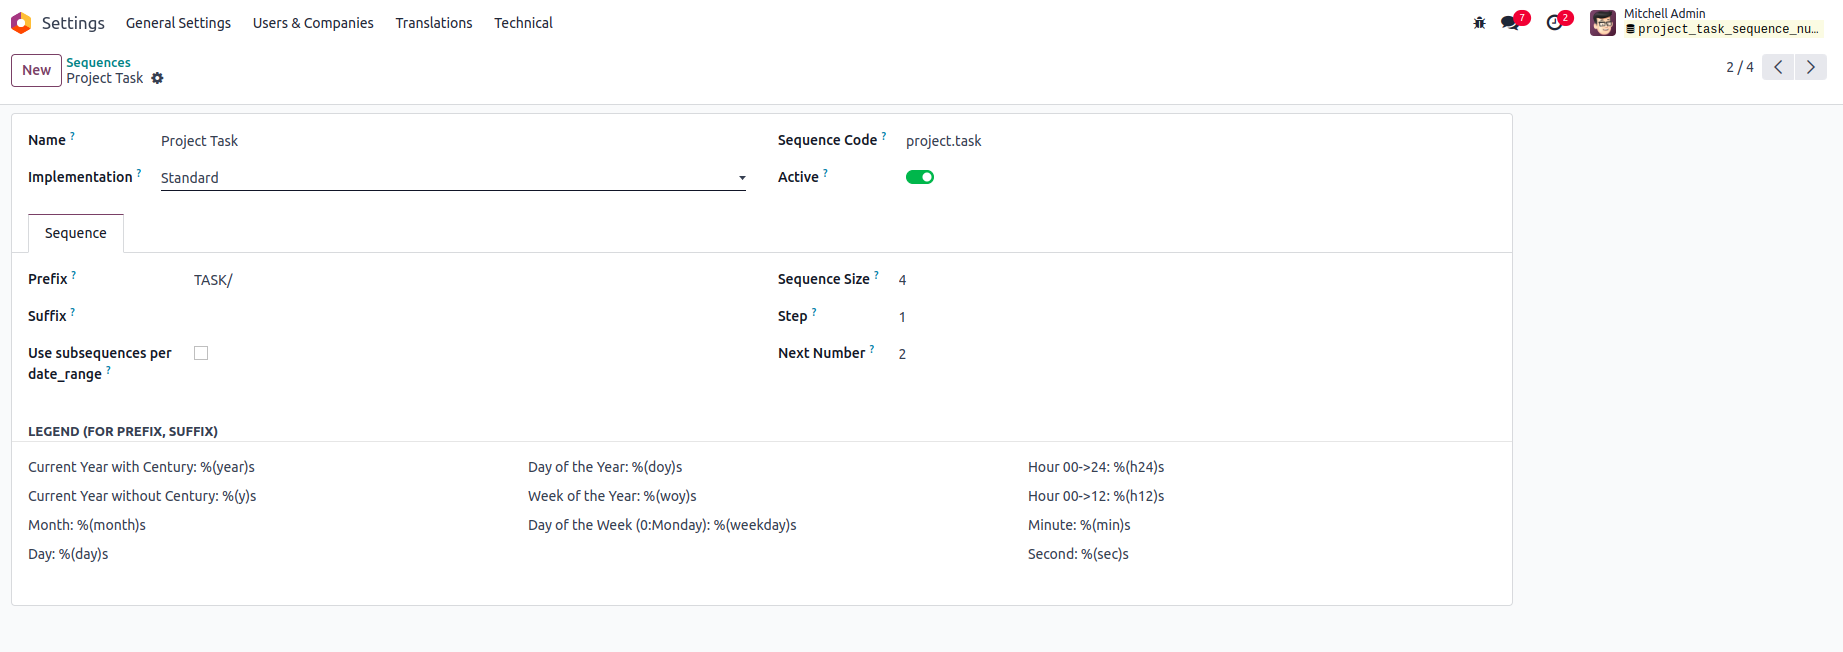 Settings General Settings Users & Companies Translations Technical 7 2 Mitchell Admin
project_task_sequence_nu...
New Sequences
Project Task
2 / 4
Name ? Project Task Sequence Code ? project.task
Implementation ? Standard Active ?
Sequence
Prefix ? TASK/ Sequence Size ? 4
Suffix ? Step ? 1
Use subsequences per Next Number ? 2
date_range ?
LEGEND (FOR PREFIX, SUFFIX)
Current Year with Century: %(year)s Day of the Year: %(doy)s Hour 00->24: %(h24)s
Current Year without Century: %(y)s Week of the Year: %(woy)s Hour 00->12: %(h12)s
Month: %(month)s Day of the Week (0:Monday): %(weekday)s Minute: %(min)s
Day: %(day)s Second: %(sec)s